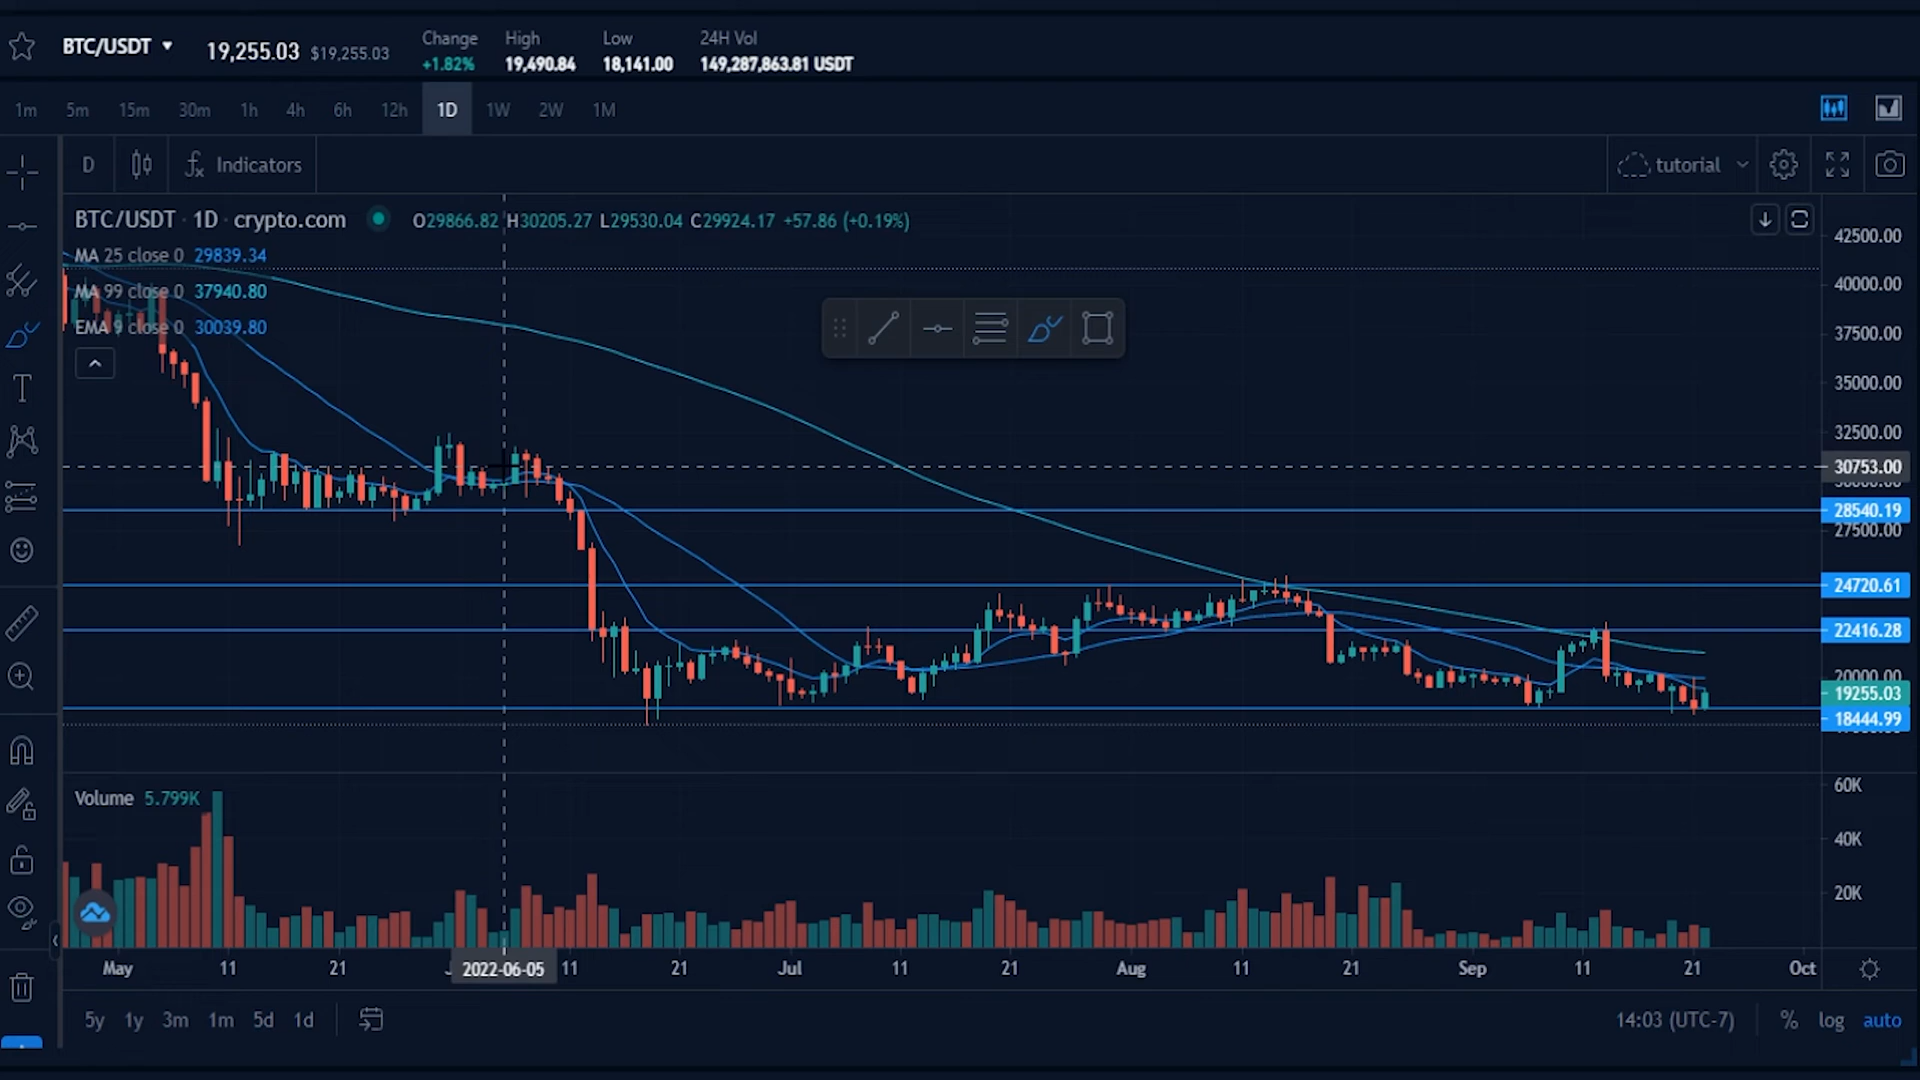 BTC/USDT 19,255.03 $19,255.03 Change High Low 24H Vol
+1.82% 19,490.84 18,141.00 149,287,863.81 USDT
1m 5m 15m 30m 1h 4h 6h 12h 1D 1W 2W 1M
D Indicators tutorial
BTC/USDT · 1D · crypto.com O29866.82 H30205.27 L29530.04 C29924.17 +57.86 (+0.19%)
MA 25 close 0 29839.34
MA 99 close 0 37940.80
EMA 9 close 0 30039.80
42500.00
40000.00
37500.00
35000.00
32500.00
30753.00
28540.19
27500.00
24720.61
22416.28
20000.00
19255.03
18444.99
Volume 5.799K
60K
40K
20K
May 11 21 2022-06-05 11 21 Jul 11 21 Aug 11 21 Sep 11 21 Oct
5y 1y 3m 1m 5d 1d 14:03 (UTC-7) % log auto